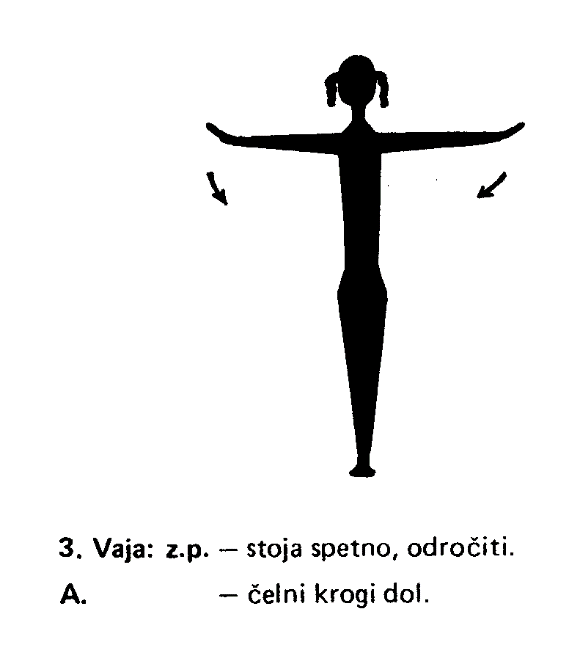 3. Vaja: z.p. – stoja spetno, odročiti.
A. – čelni krogi dol.